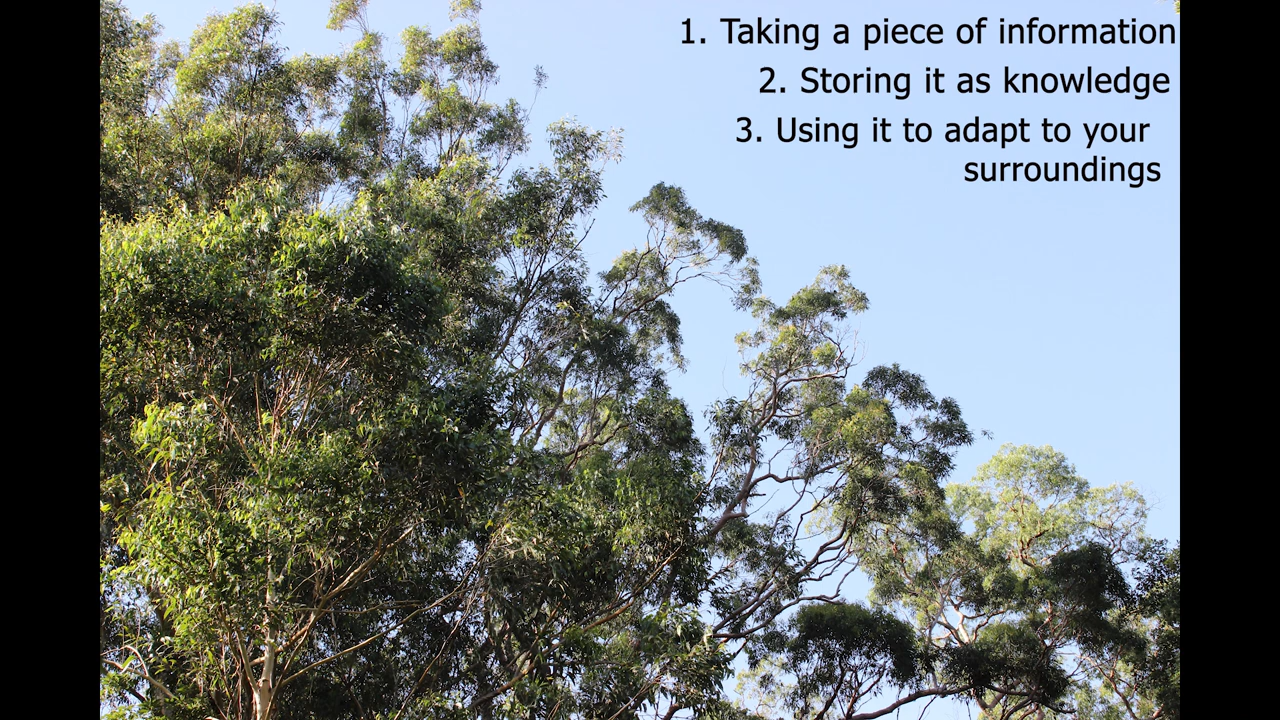 1. Taking a piece of information
2. Storing it as knowledge
3. Using it to adapt to your
surroundings